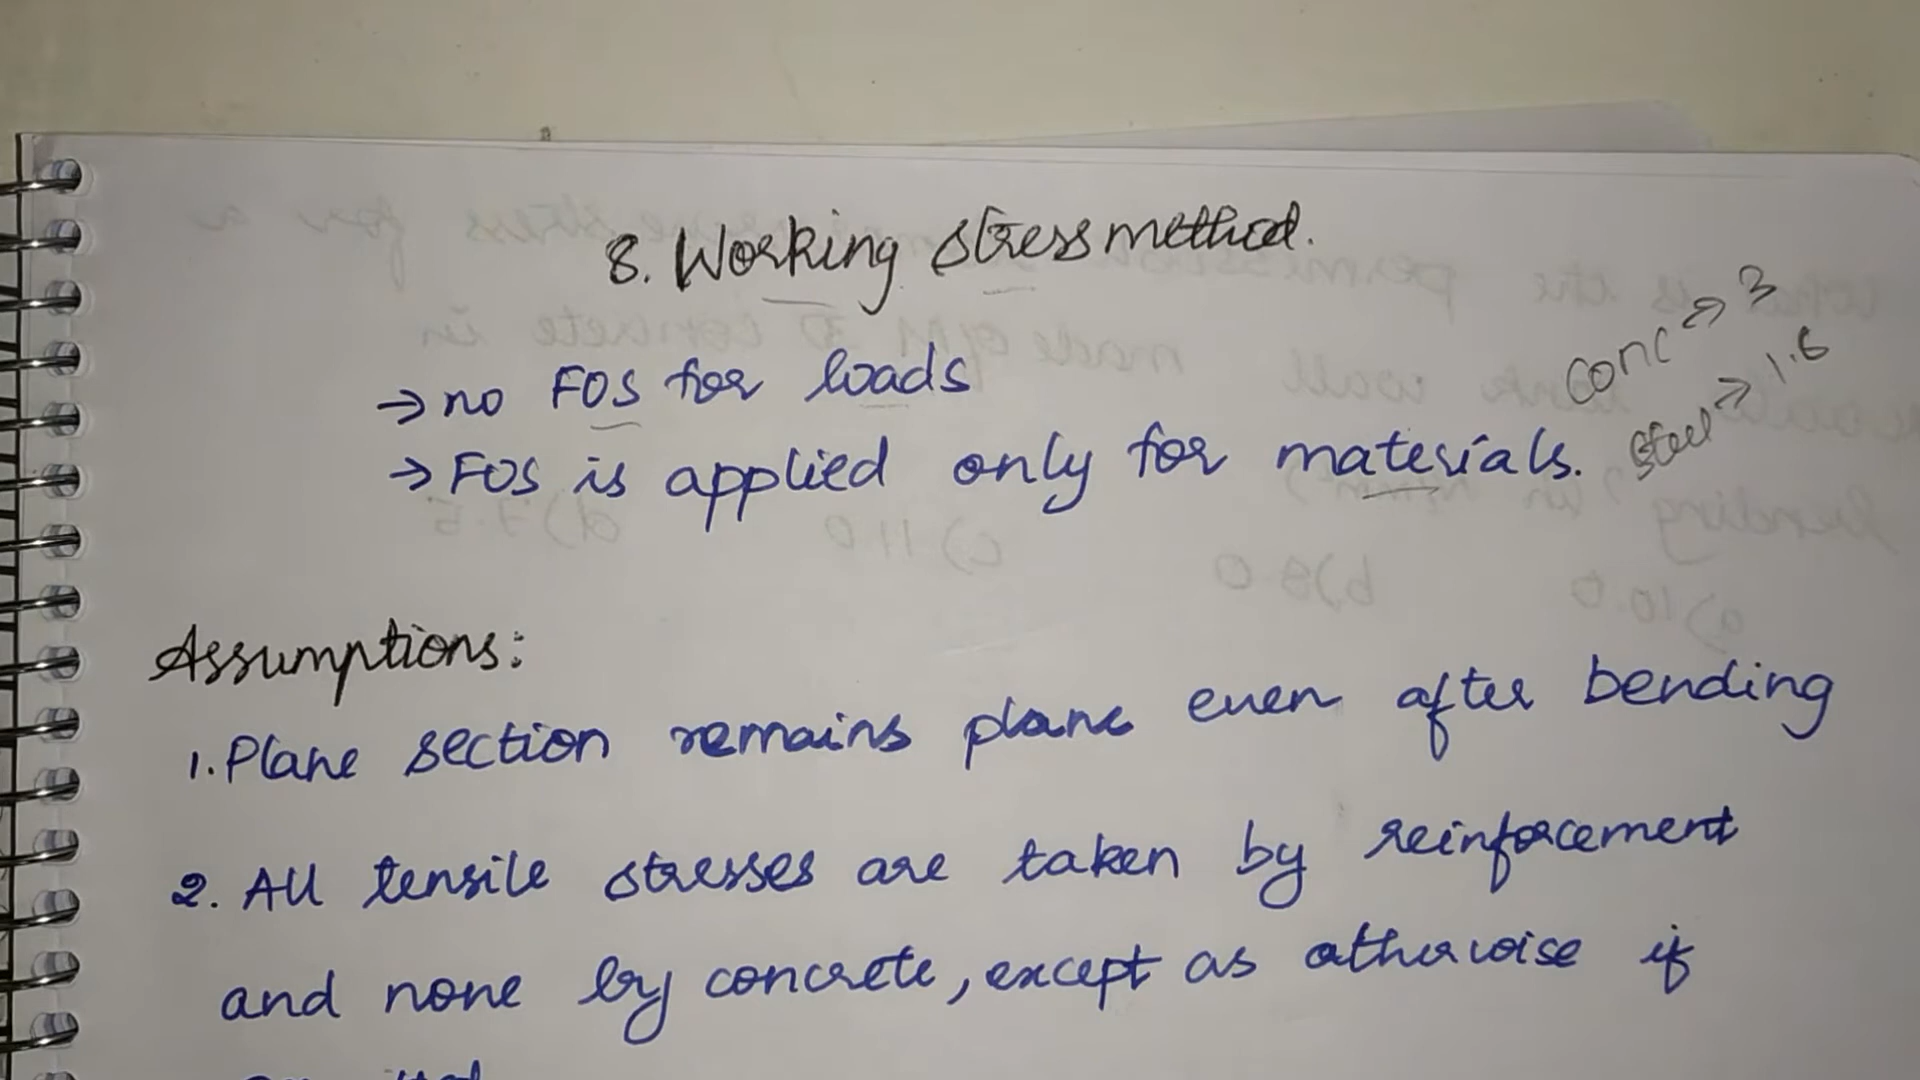 8. Working stress method.
→ no FOS for loads
conc → 3
→ FOS is applied only for materials.
steel → 1.6
Assumptions:
1. Plane section remains plane even after bending
2. All tensile stresses are taken by reinforcement
and none by concrete, except as otherwise if